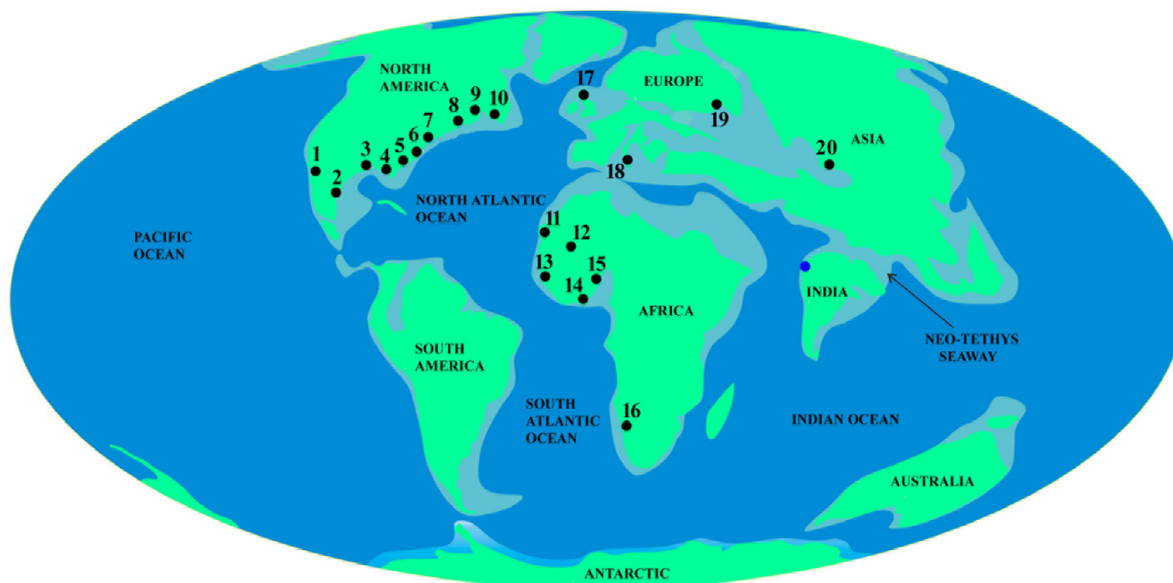 17
NORTH
AMERICA
EUROPE
9
10
8
19
7
ASIA
6
5
20
3
4
1
18
2
NORTH ATLANTIC
OCEAN
11
12
PACIFIC
OCEAN
13
15
14
INDIA
AFRICA
NEO-TETHYS
SEAWAY
SOUTH
AMERICA
SOUTH
ATLANTIC
OCEAN
16
INDIAN OCEAN
AUSTRALIA
ANTARCTIC